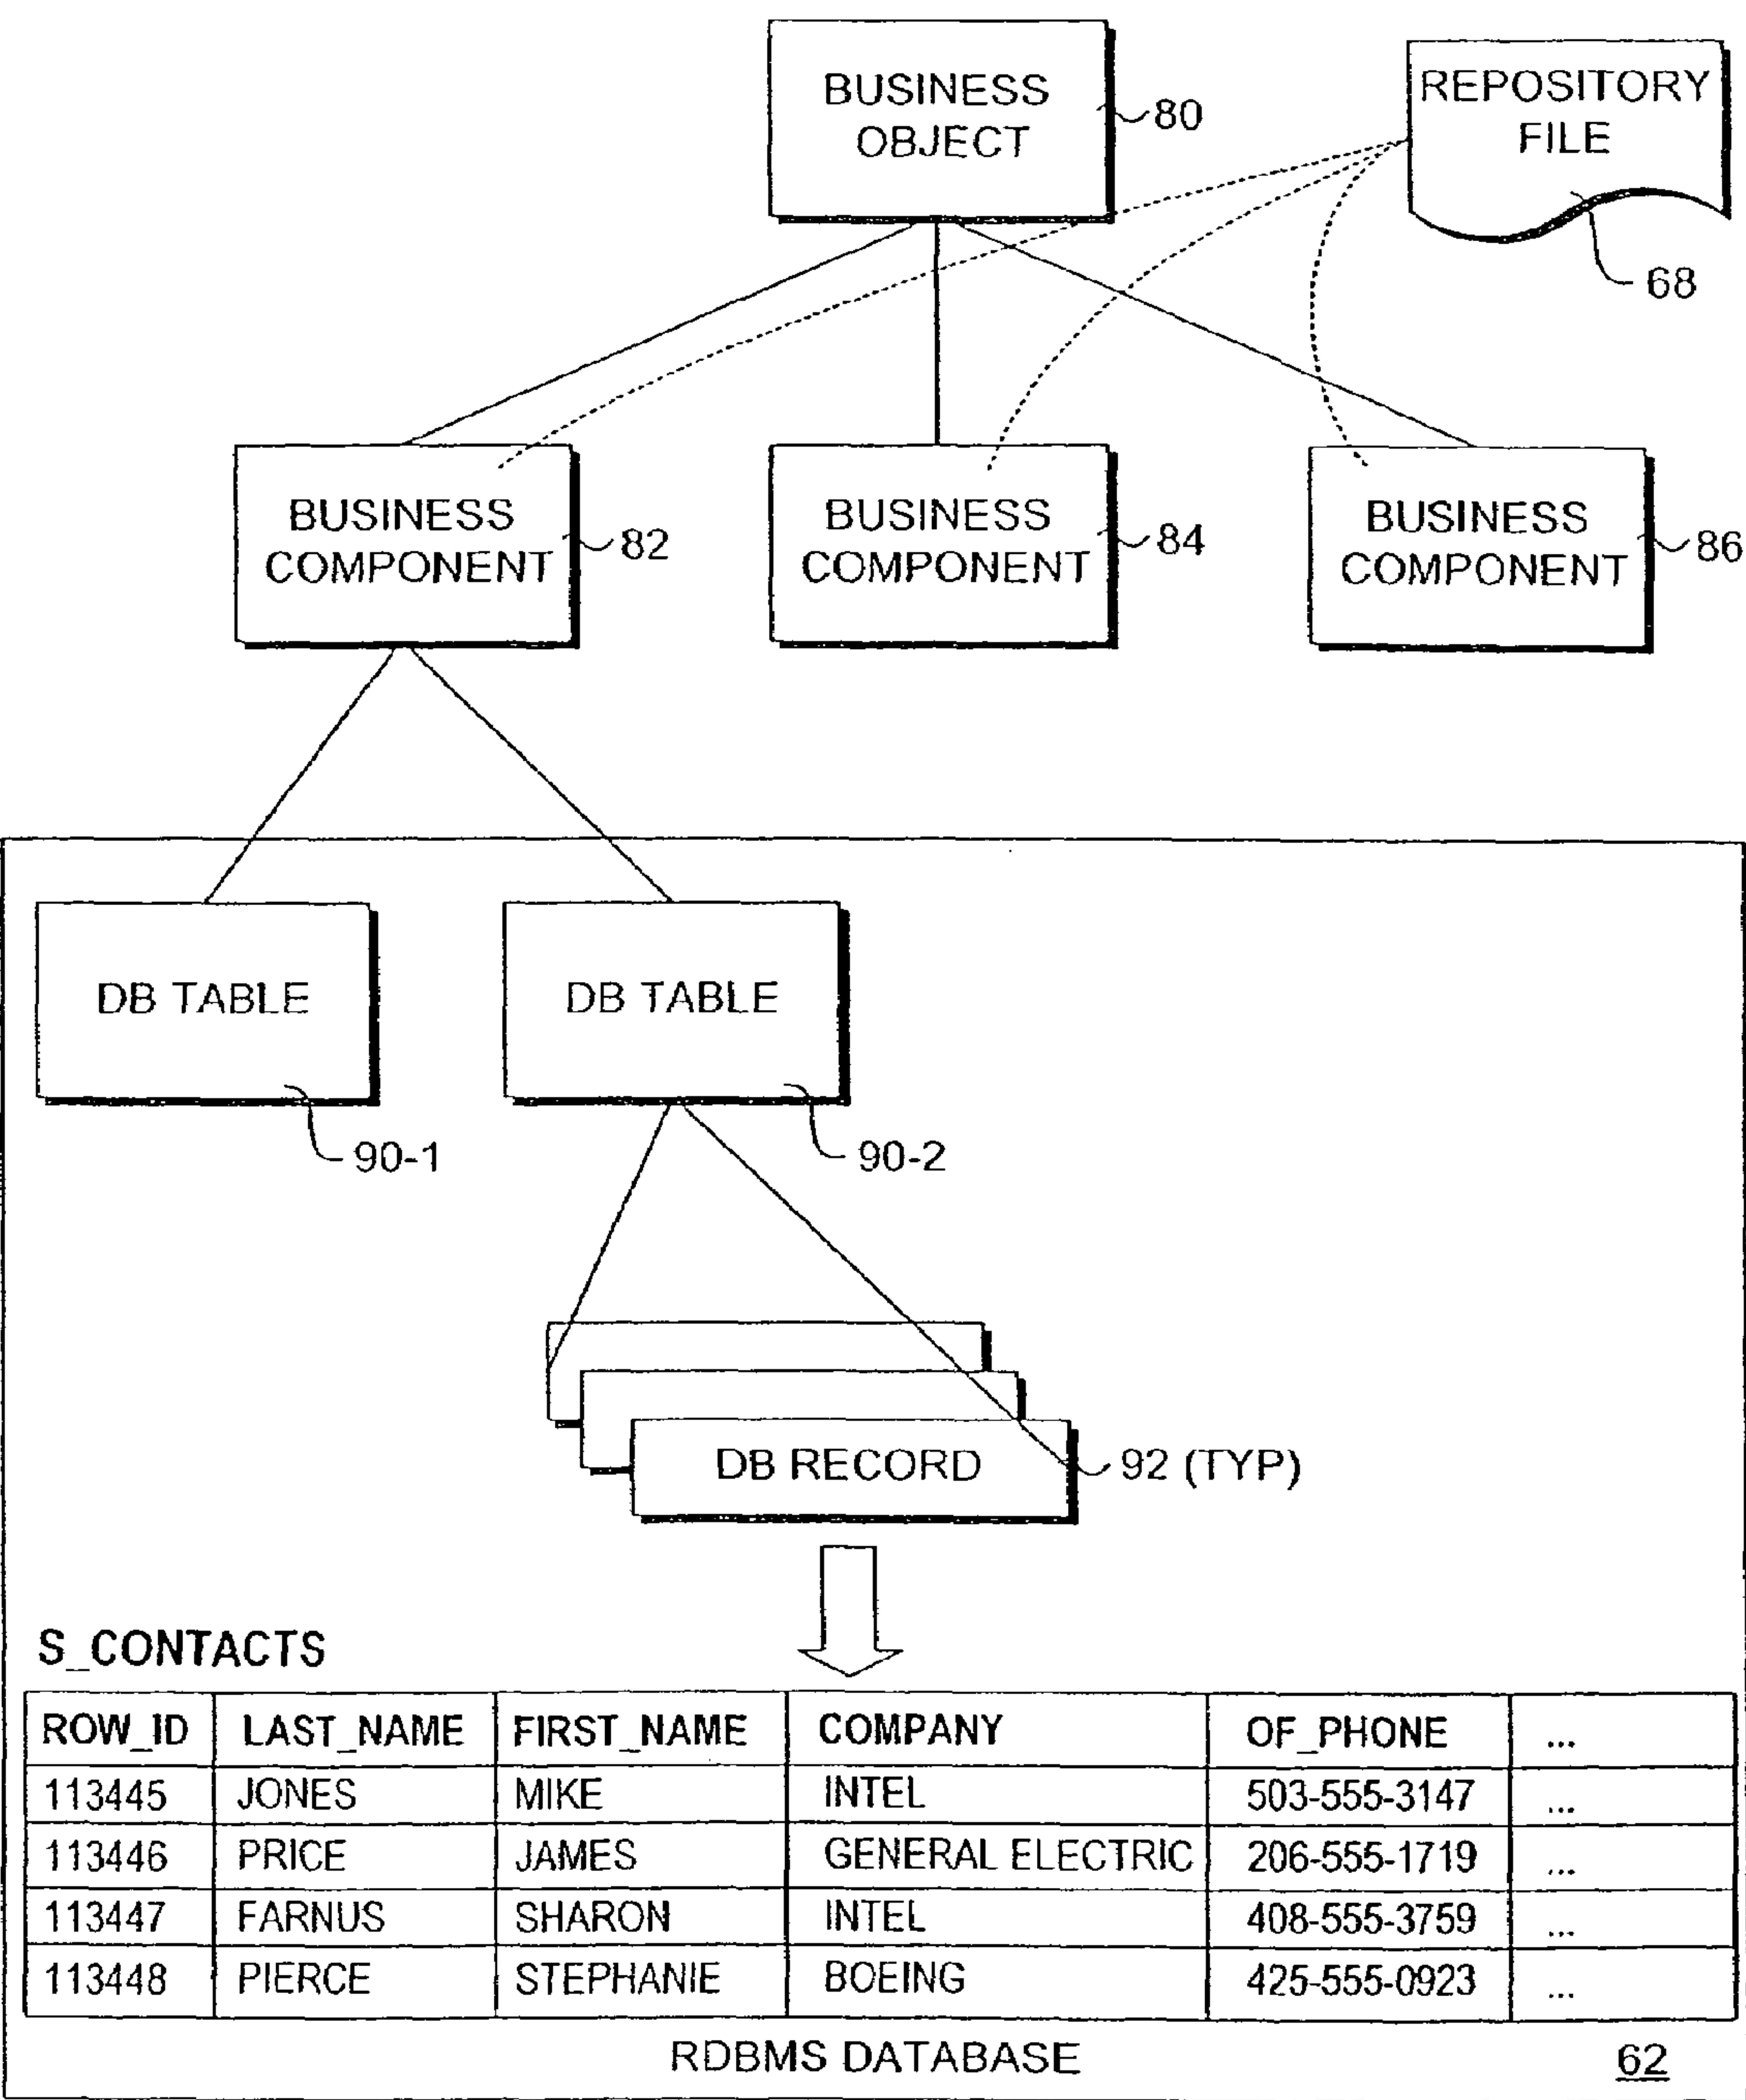 BUSINESS
OBJECT
80
REPOSITORY
FILE
68
BUSINESS
COMPONENT
82
BUSINESS
COMPONENT
84
BUSINESS
COMPONENT
86
DB TABLE
90-1
DB TABLE
90-2
DB RECORD
92 (TYP)
S_CONTACTS
ROW_ID LAST_NAME FIRST_NAME COMPANY OF_PHONE ...
113445 JONES MIKE INTEL 503-555-3147 ...
113446 PRICE JAMES GENERAL ELECTRIC 206-555-1719 ...
113447 FARNUS SHARON INTEL 408-555-3759 ...
113448 PIERCE STEPHANIE BOEING 425-555-0923 ...
RDBMS DATABASE
62